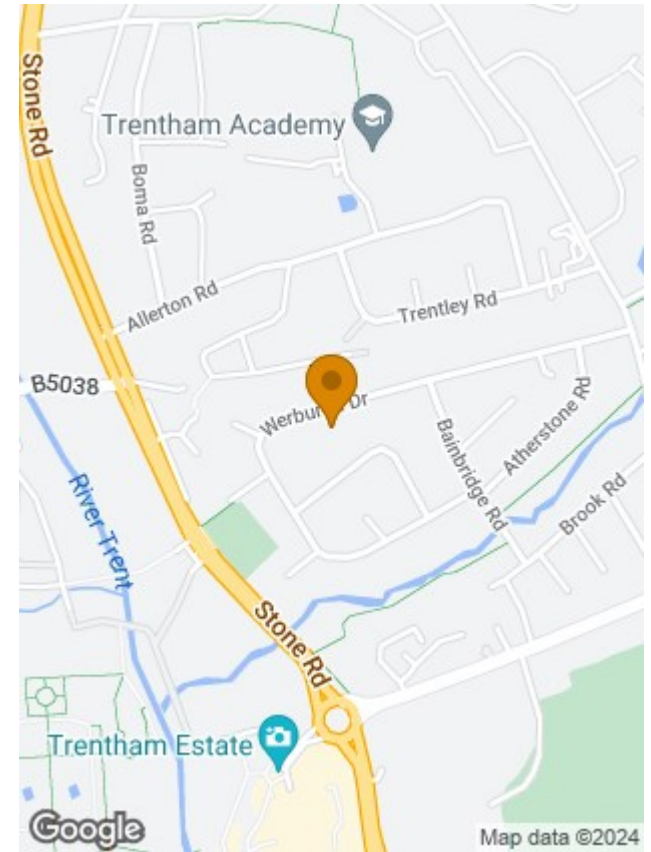 Stone Rd
Trentham Academy
Boma Rd
Allerton Rd
Trentley Rd
B5038
Dr
Atherstone Rd
Bainbridge Rd
River Trent
Brook Rd
Stone Rd
Trentham Estate
Google
Map data ©2024